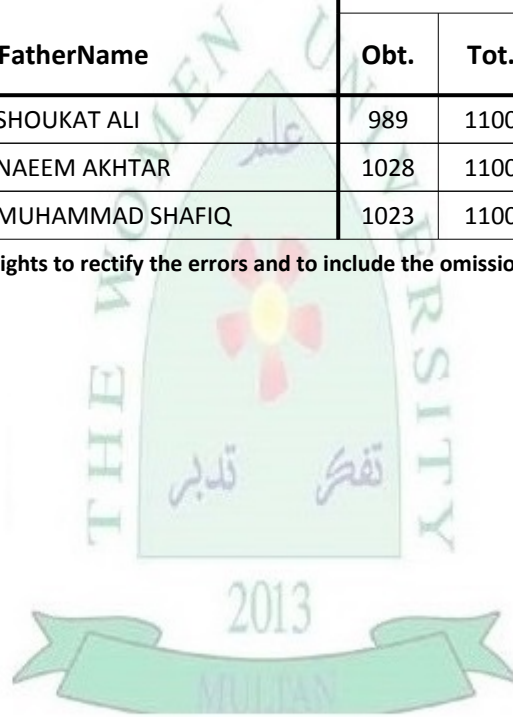 FatherName Obt. Tot.
SHOUKAT ALI 989 1100
NAEEM AKHTAR 1028 1100
MUHAMMAD SHAFIQ 1023 1100
ights to rectify the errors and to include the omissio
THE WOMEN UNIVERSITY
علم
تدبر تفکر
2013
MULTAN